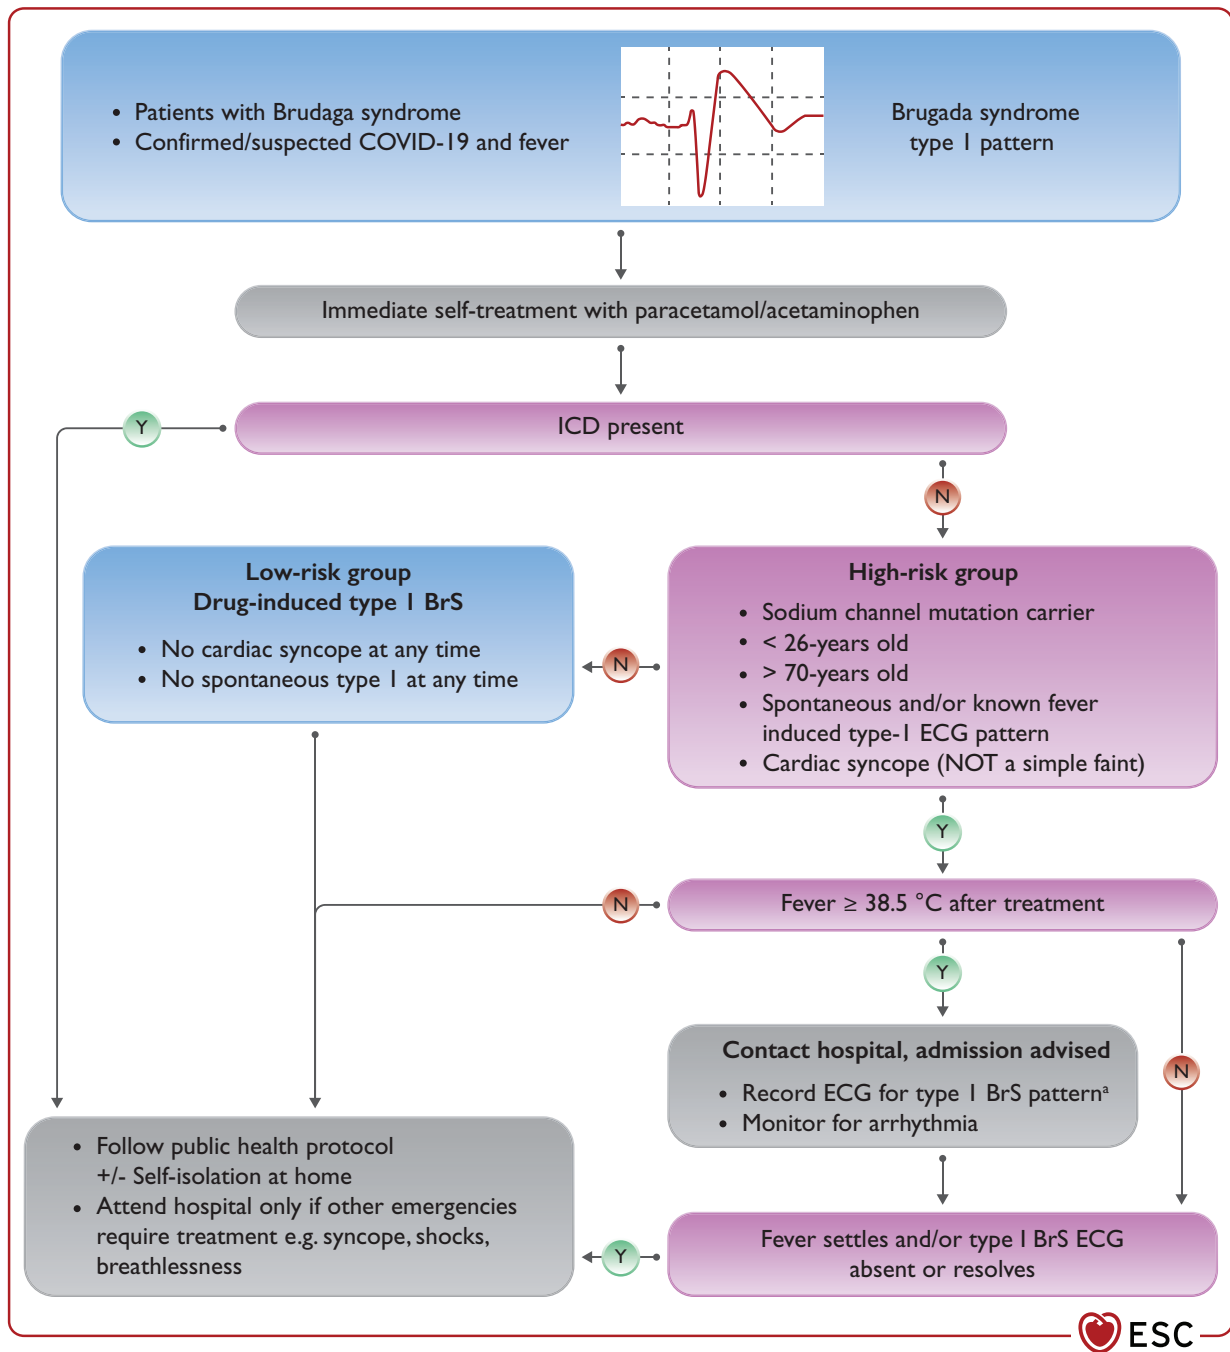 • Patients with Brudaga syndrome
• Confirmed/suspected COVID-19 and fever
Brugada syndrome
type 1 pattern
Immediate self-treatment with paracetamol/acetaminophen
ICD present
Y
N
Low-risk group
Drug-induced type 1 BrS
• No cardiac syncope at any time
• No spontaneous type 1 at any time
N
High-risk group
• Sodium channel mutation carrier
• < 26-years old
• > 70-years old
• Spontaneous and/or known fever
induced type-1 ECG pattern
• Cardiac syncope (NOT a simple faint)
Y
Fever ≥ 38.5 °C after treatment
N
Y
N
Contact hospital, admission advised
• Record ECG for type 1 BrS patternᵃ
• Monitor for arrhythmia
• Follow public health protocol
+/- Self-isolation at home
• Attend hospital only if other emergencies
require treatment e.g. syncope, shocks,
breathlessness
Y
Fever settles and/or type 1 BrS ECG
absent or resolves
ESC